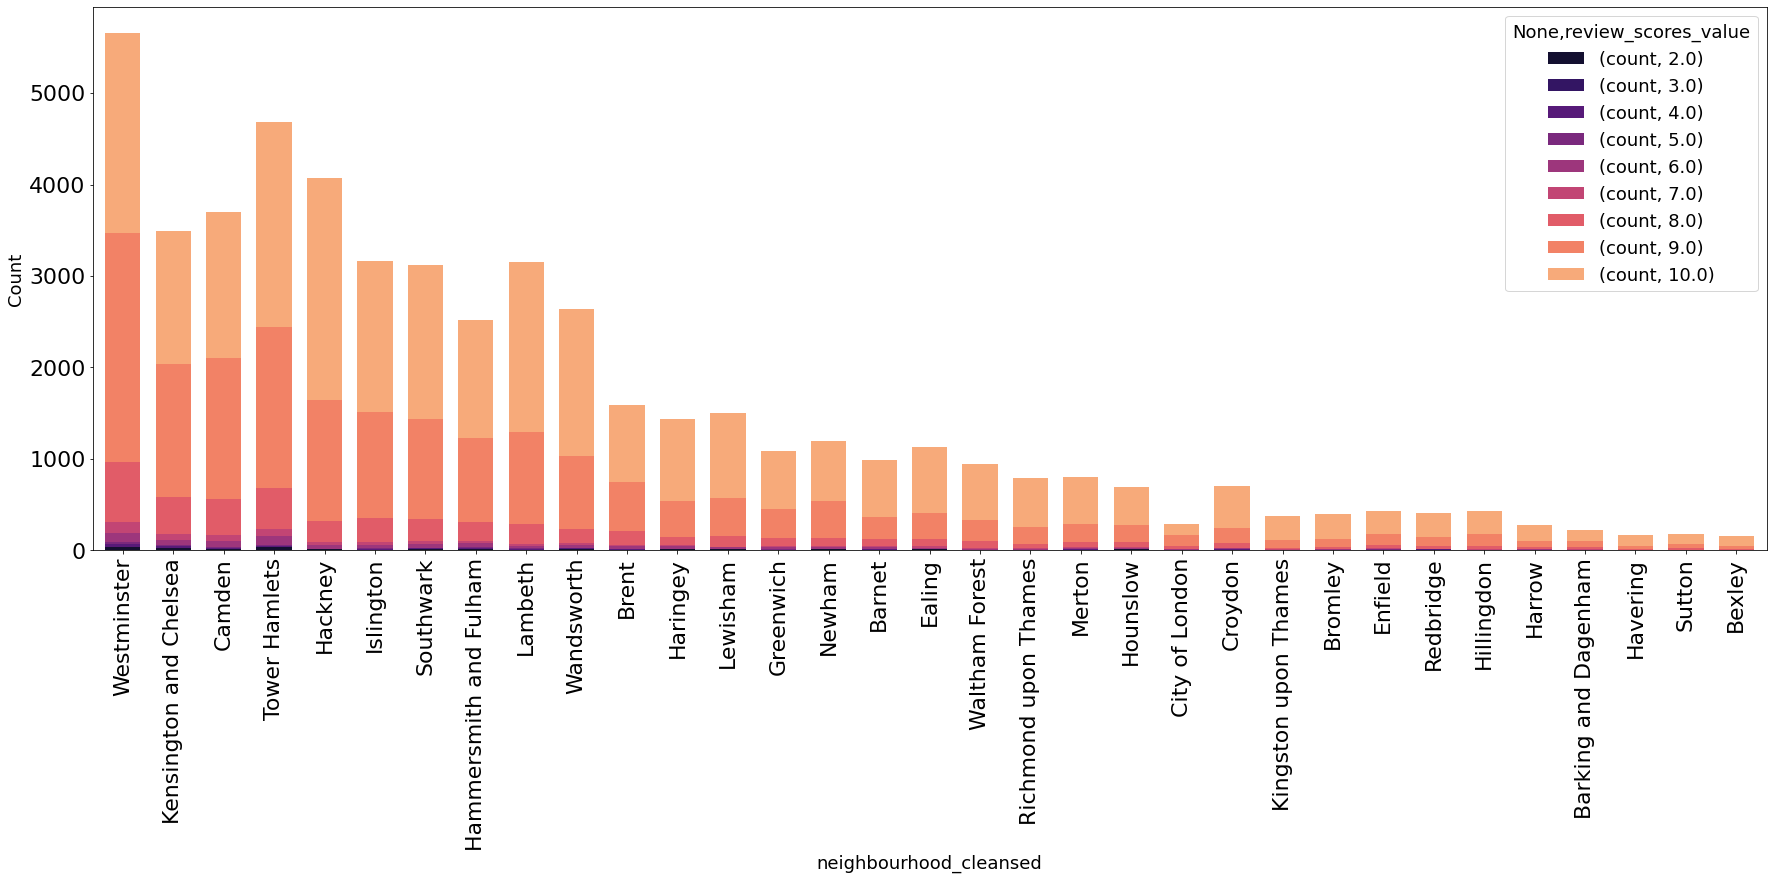 None,review_scores_value
(count, 2.0)
(count, 3.0)
(count, 4.0)
(count, 5.0)
(count, 6.0)
(count, 7.0)
(count, 8.0)
(count, 9.0)
(count, 10.0)
Count
5000
4000
3000
2000
1000
0
Westminster
Kensington and Chelsea
Camden
Tower Hamlets
Hackney
Islington
Southwark
Hammersmith and Fulham
Lambeth
Wandsworth
Brent
Haringey
Lewisham
Greenwich
Newham
Barnet
Ealing
Waltham Forest
Richmond upon Thames
Merton
Hounslow
City of London
Croydon
Kingston upon Thames
Bromley
Enfield
Redbridge
Hillingdon
Harrow
Barking and Dagenham
Havering
Sutton
Bexley
neighbourhood_cleansed